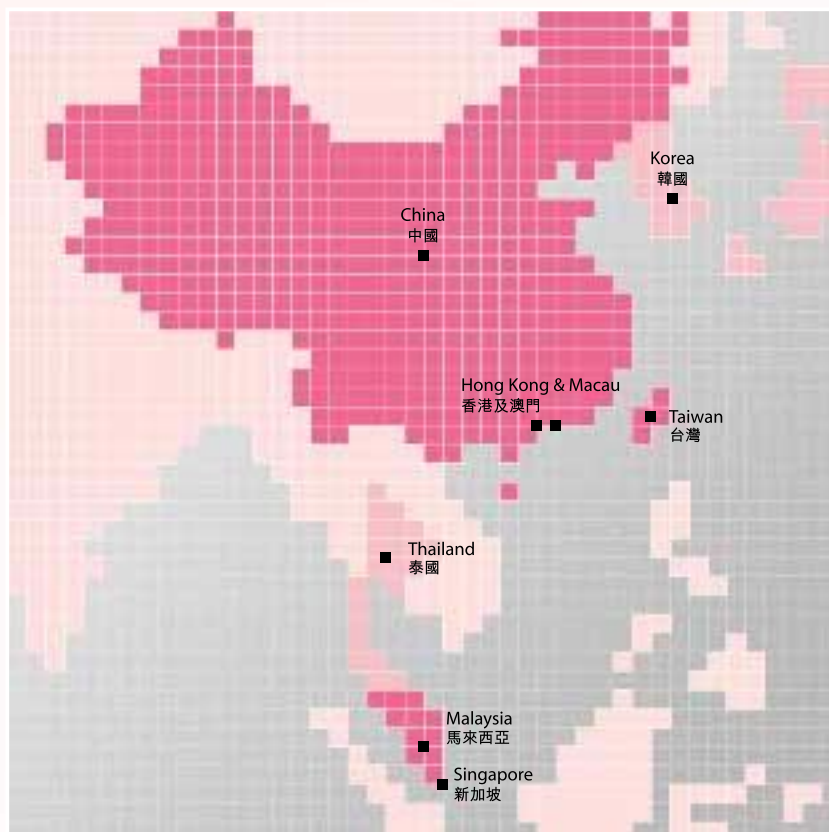 Korea
韓國
China
中國
Hong Kong & Macau
香港及澳門
Taiwan
台灣
Thailand
泰國
Malaysia
馬來西亞
Singapore
新加坡